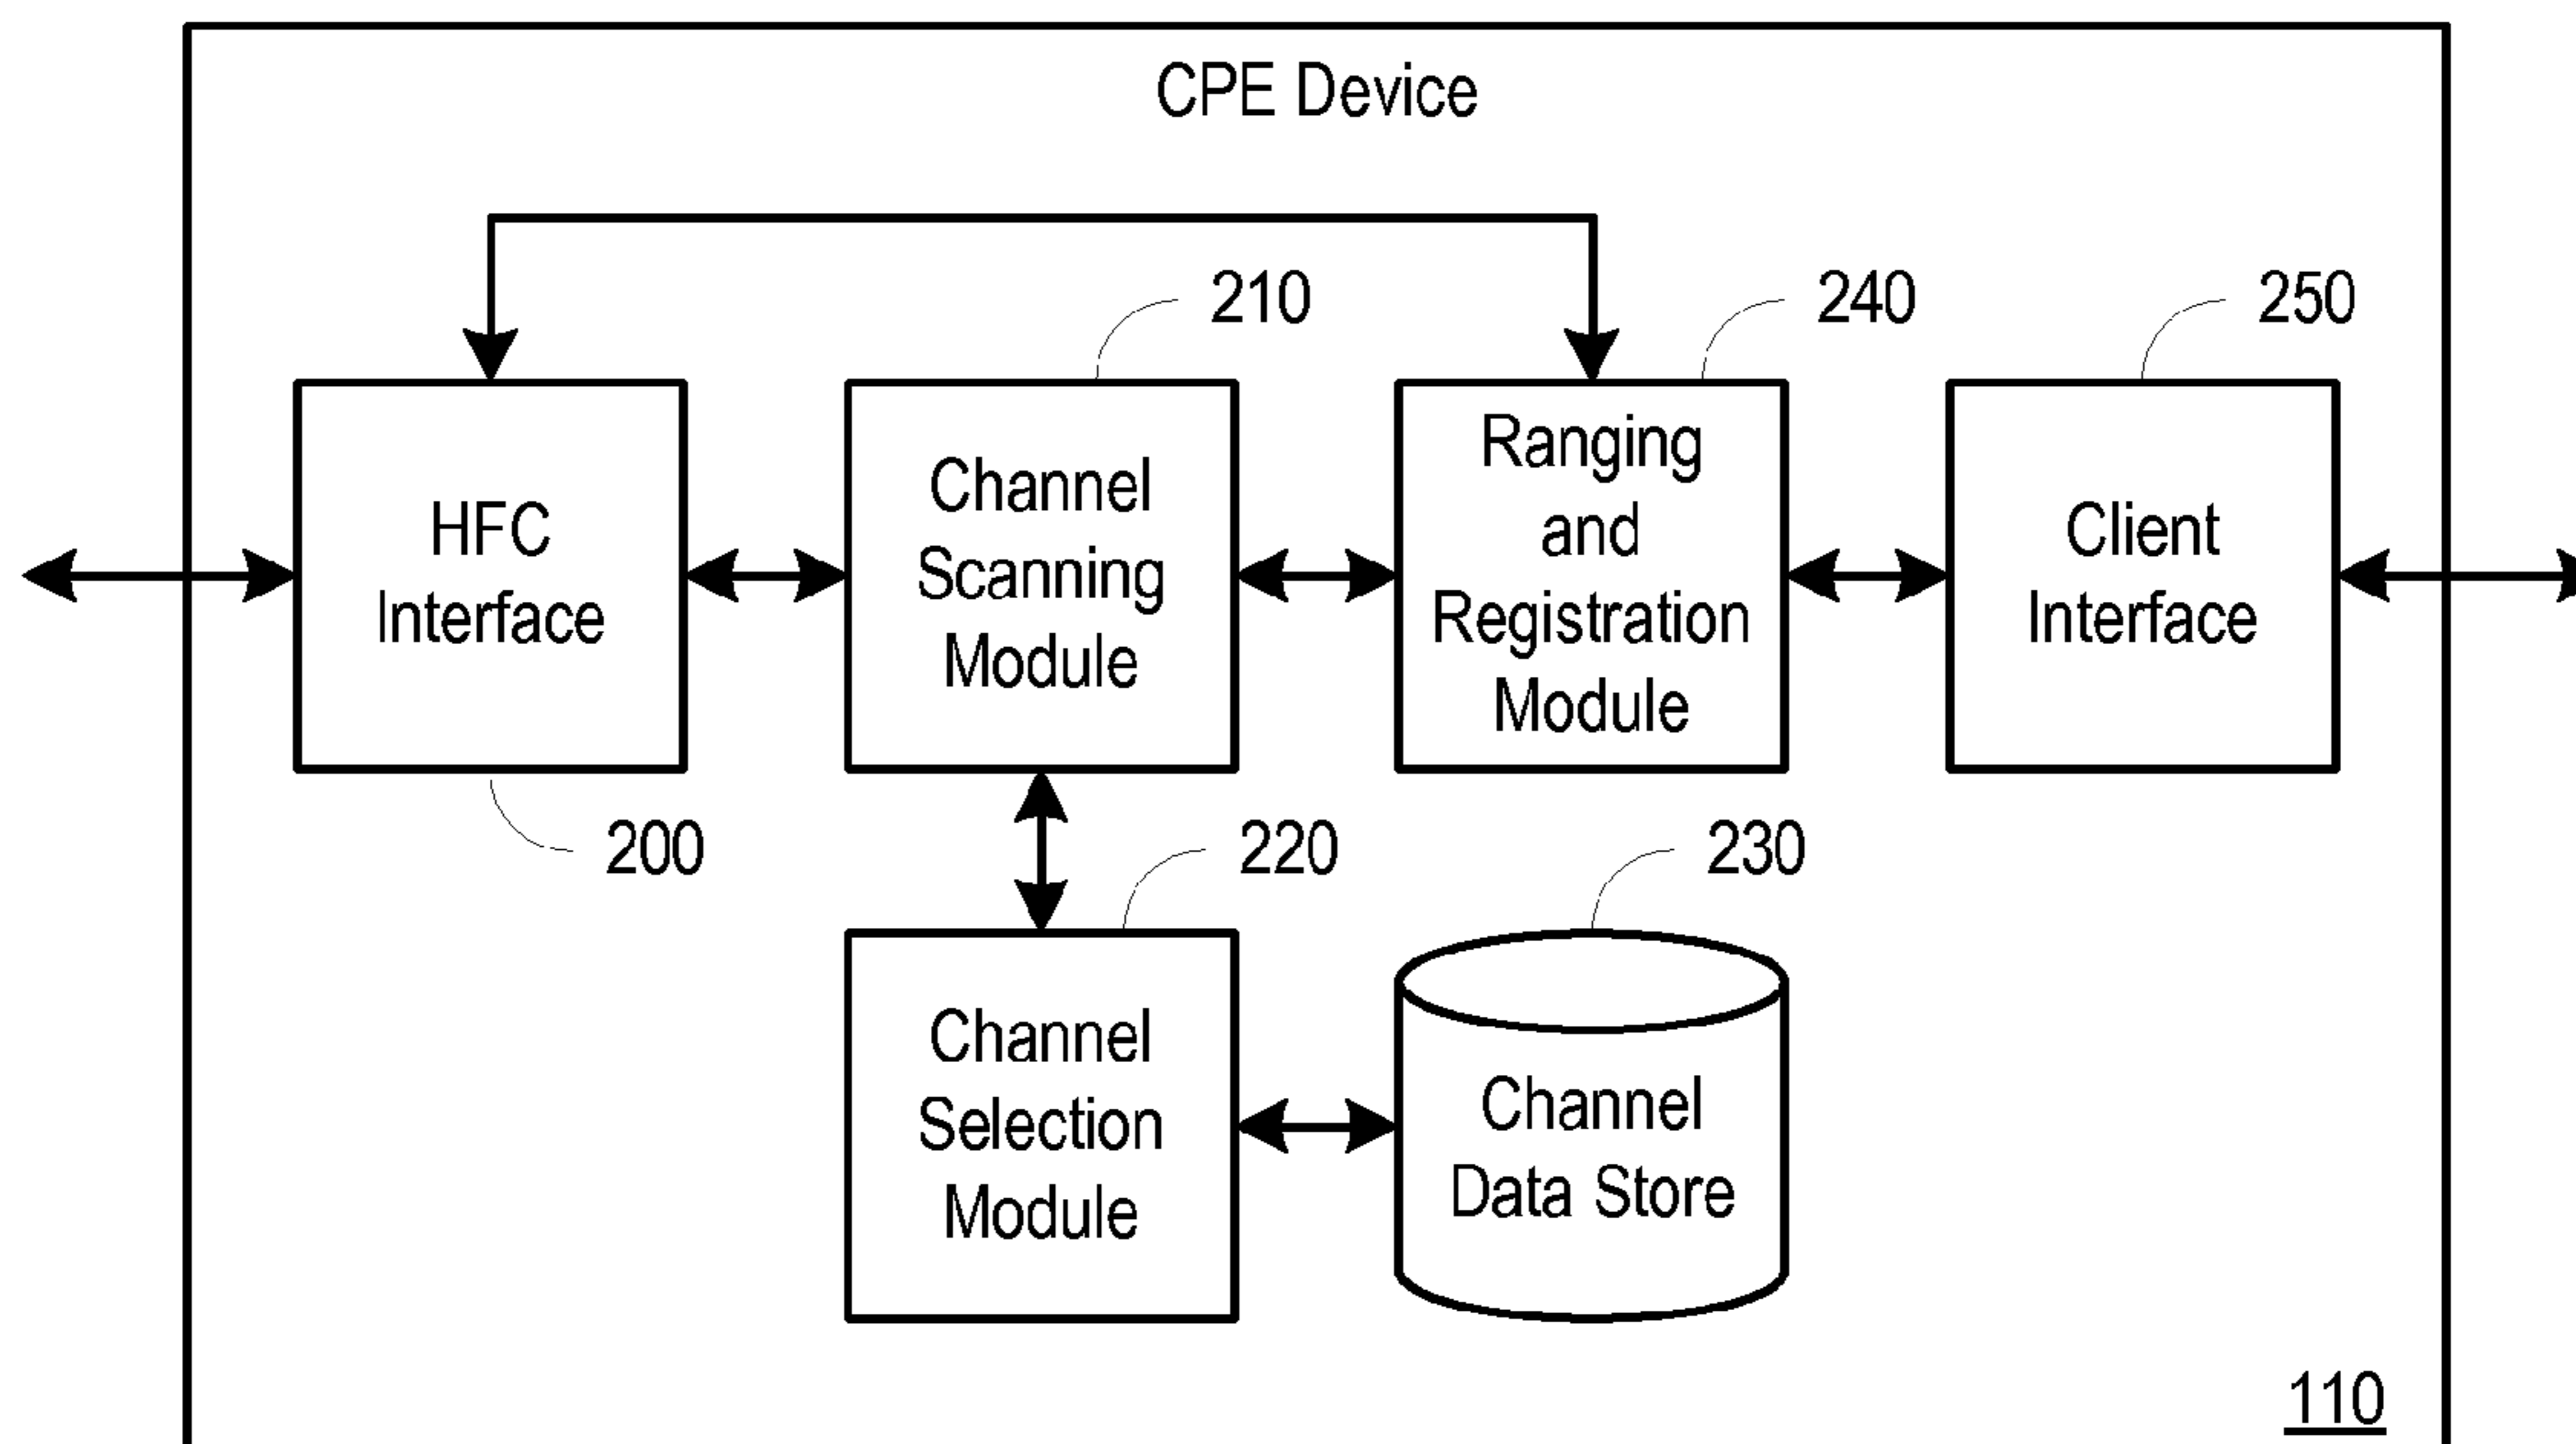 CPE Device
210
240
250
HFC
Interface
Channel
Scanning
Module
Ranging
and
Registration
Module
Client
Interface
200
220
230
Channel
Selection
Module
Channel
Data Store
110